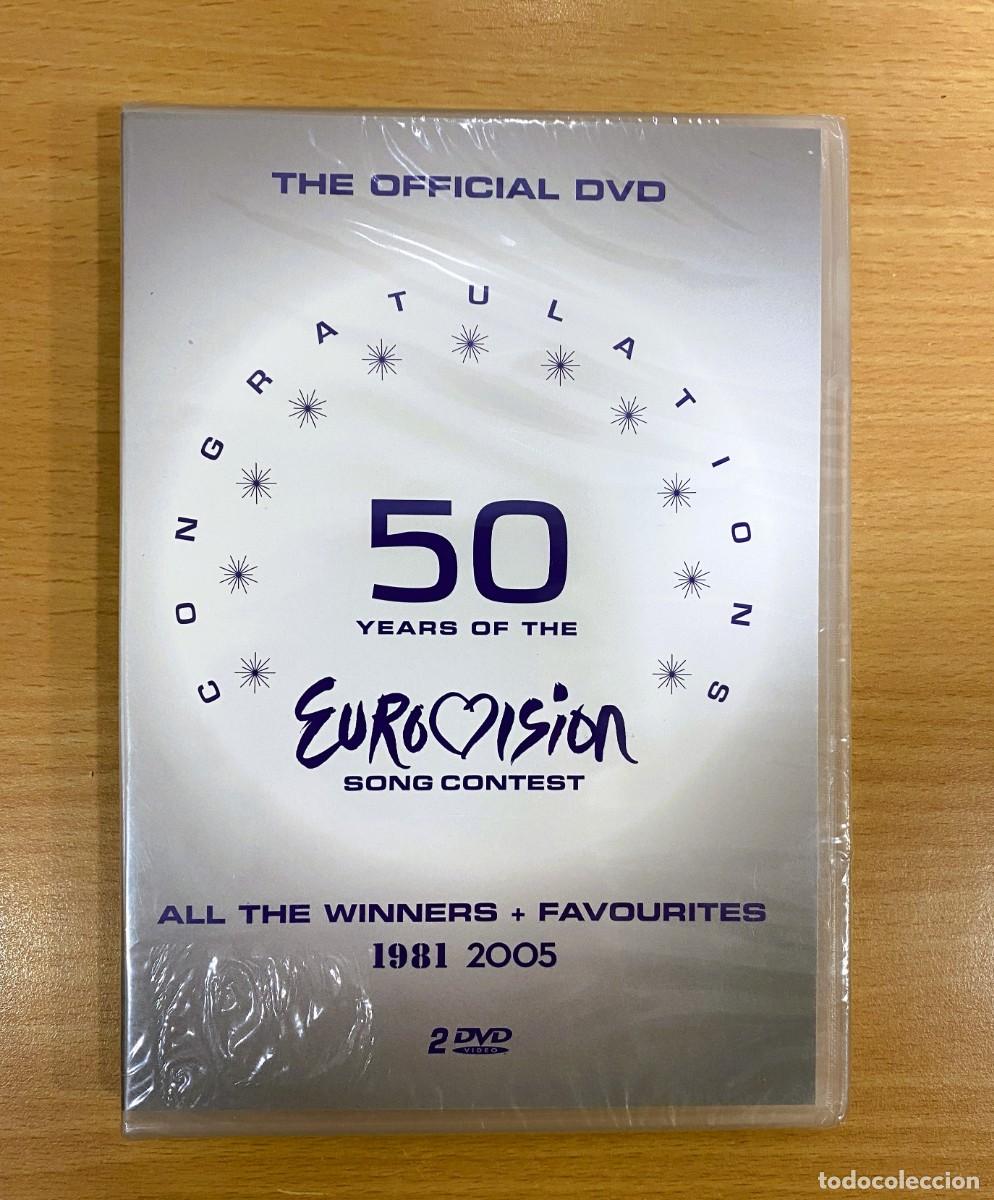 THE OFFICIAL DVD
CONGRATULATIONS
50
YEARS OF THE
EUROVISION
SONG CONTEST
ALL THE WINNERS + FAVOURITES
1981 2005
2 DVD
VIDEO
todocoleccion